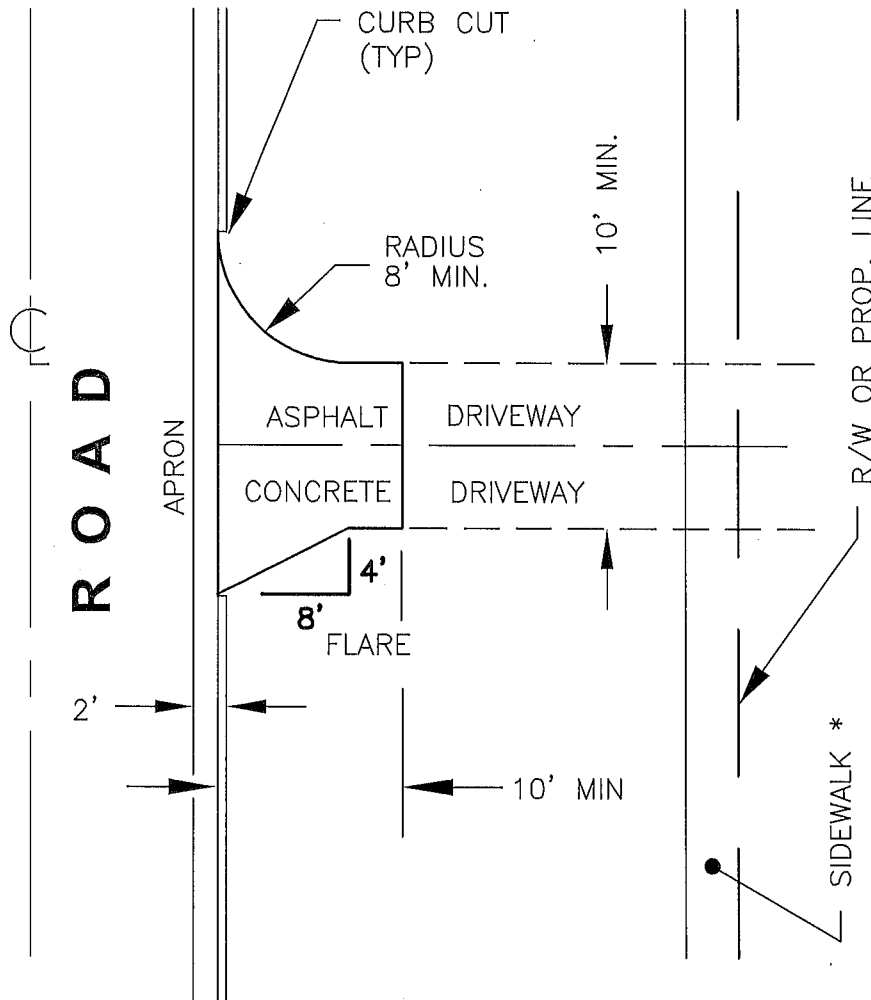 CURB CUT
(TYP)
10' MIN.
RADIUS
8' MIN.
R/W OR PROP. LINE
℄
ROAD
APRON
ASPHALT DRIVEWAY
CONCRETE DRIVEWAY
4'
8'
FLARE
2'
10' MIN
SIDEWALK *